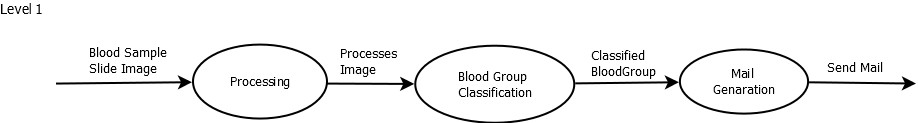 Level 1
Blood Sample
Slide Image
Processing
Processes
Image
Blood Group
Classification
Classified
BloodGroup
Mail
Genaration
Send Mail